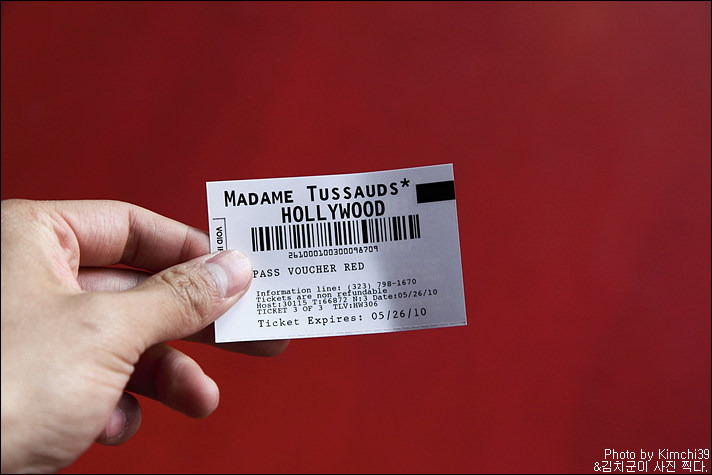 MADAME TUSSAUDS*
HOLLYWOOD
VOID I
261000100300098709
PASS VOUCHER RED
Information line: (323) 798-1670
Tickets are non refundable
Host:30115 T:66872 N:3 Date:05/26/10
TICKET 3 OF 3 TLV:HW306
Ticket Expires: 05/26/10
Photo by Kimchi39
&김치군이 사진 찍다.